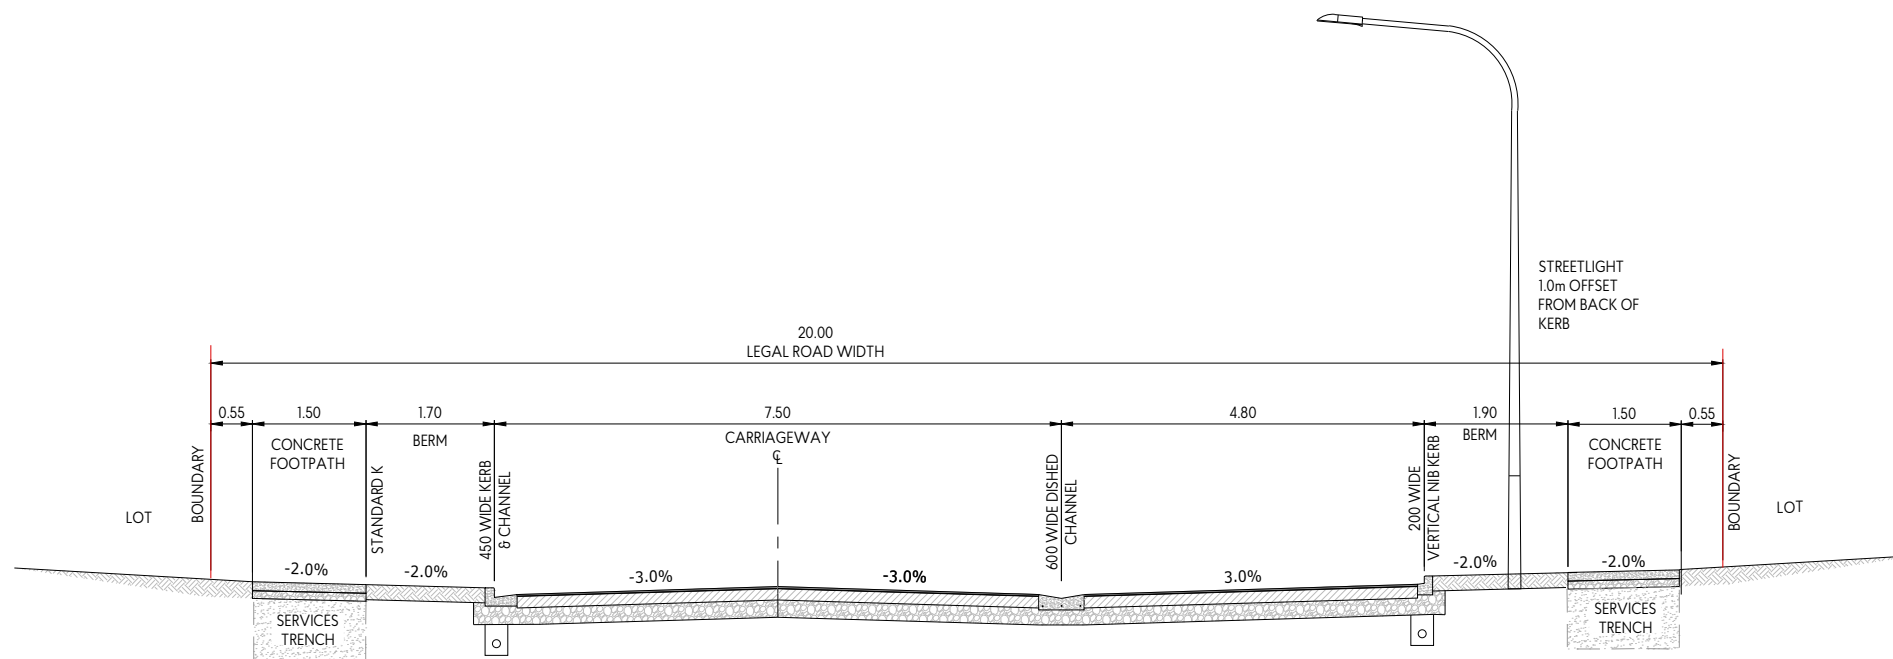 STREETLIGHT
1.0m OFFSET
FROM BACK OF
KERB
20.00
LEGAL ROAD WIDTH
0.55
1.50
1.70
7.50
4.80
1.90
1.50
0.55
CONCRETE
FOOTPATH
BERM
CARRIAGEWAY
℄
BERM
CONCRETE
FOOTPATH
LOT
BOUNDARY
STANDARD K
450 WIDE KERB
& CHANNEL
600 WIDE DISHED
CHANNEL
200 WIDE
VERTICAL NIB KERB
BOUNDARY
LOT
-2.0%
-2.0%
-3.0%
-3.0%
3.0%
-2.0%
-2.0%
SERVICES
TRENCH
SERVICES
TRENCH